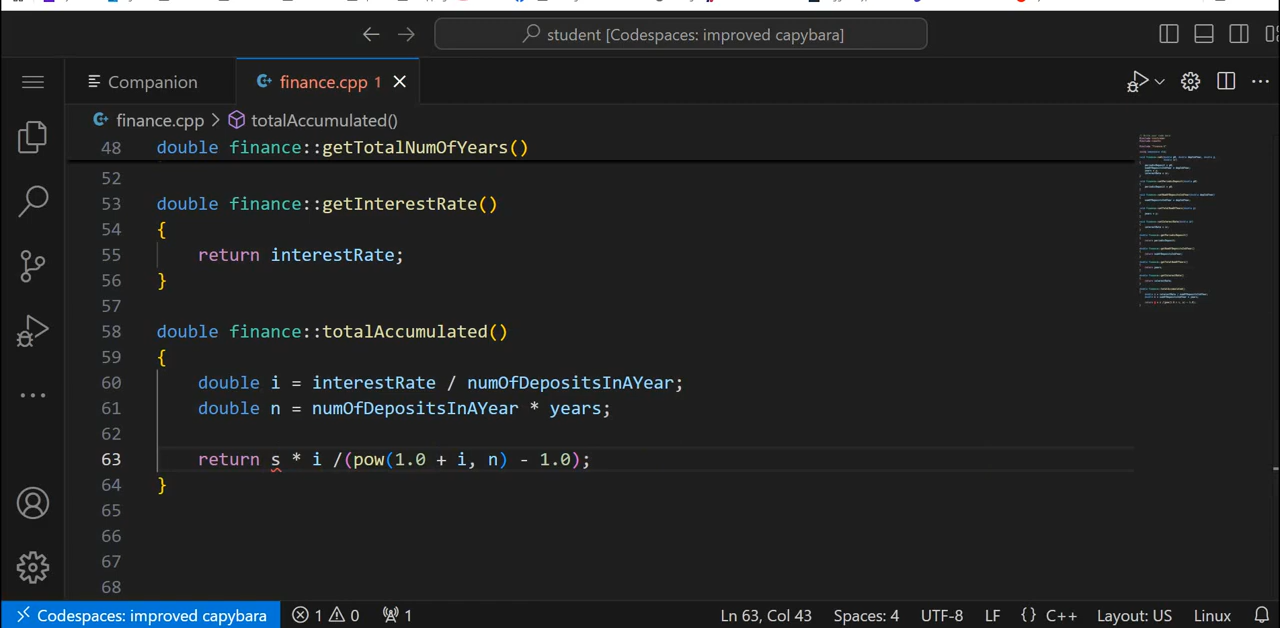 student [Codespaces: improved capybara]
Companion
finance.cpp 1
finance.cpp > totalAccumulated()
48 double finance::getTotalNumOfYears()
52
53 double finance::getInterestRate()
54 {
55 return interestRate;
56 }
57
58 double finance::totalAccumulated()
59 {
60 double i = interestRate / numOfDepositsInAYear;
61 double n = numOfDepositsInAYear * years;
62
63 return s * i /(pow(1.0 + i, n) - 1.0);
64 }
65
66
67
68
Codespaces: improved capybara 1 0 1 Ln 63, Col 43 Spaces: 4 UTF-8 LF {} C++ Layout: US Linux